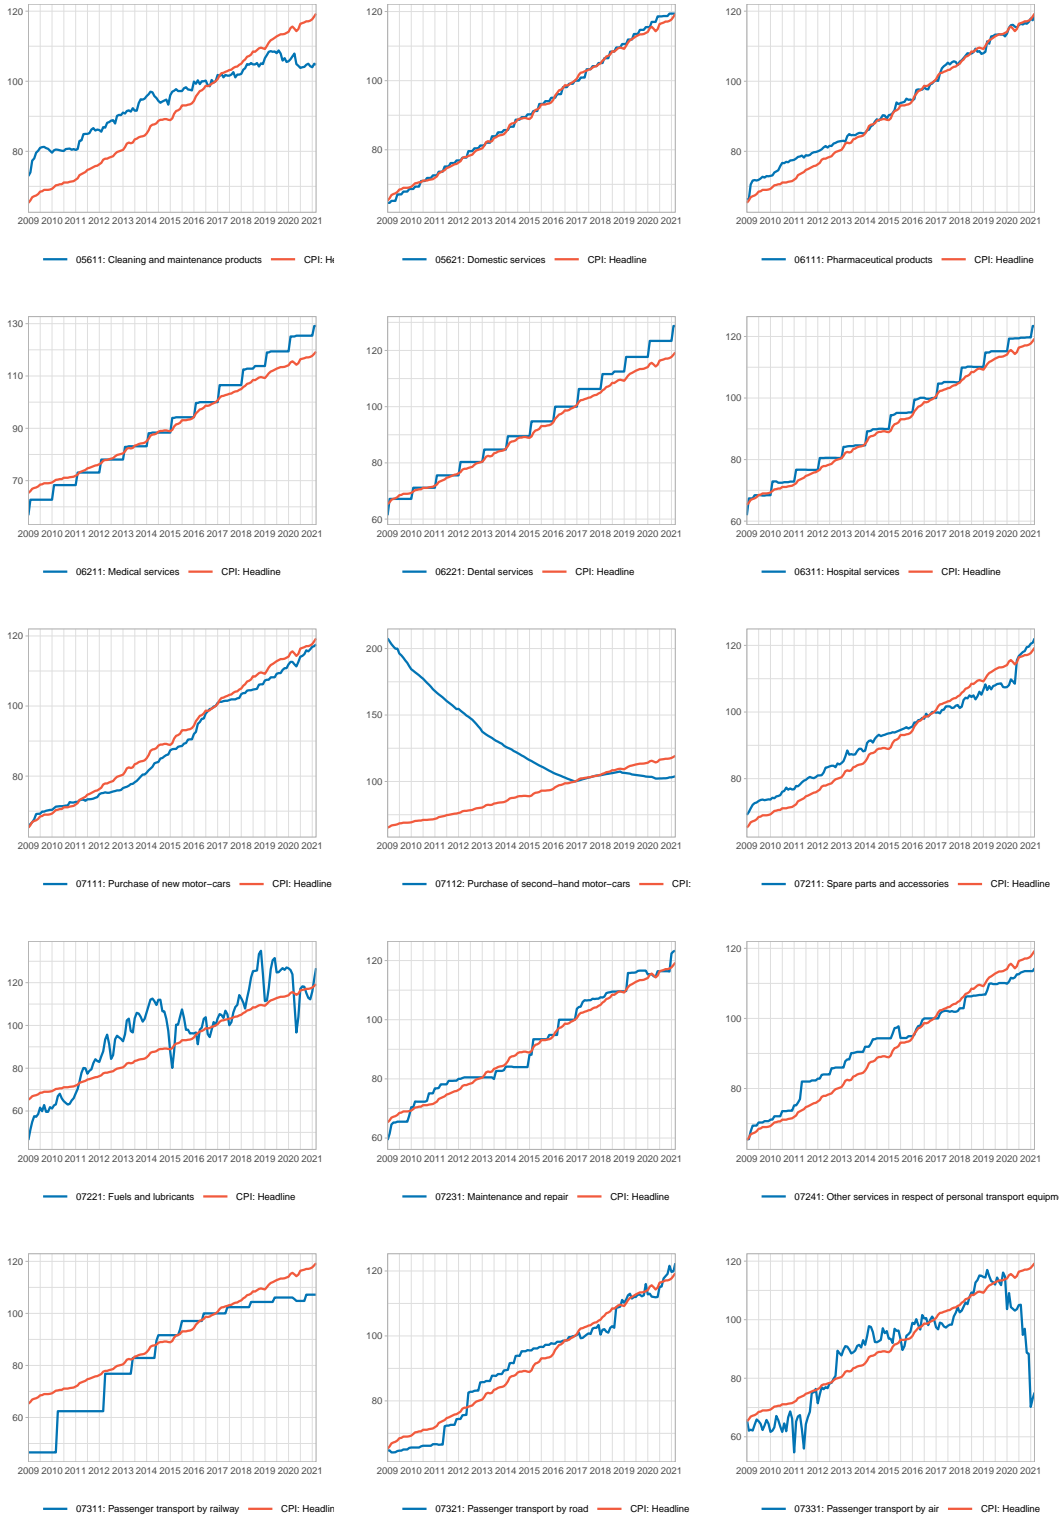 120
100
80
2009 2010 2011 2012 2013 2014 2015 2016 2017 2018 2019 2020 2021
05611: Cleaning and maintenance products CPI: He
120
100
80
2009 2010 2011 2012 2013 2014 2015 2016 2017 2018 2019 2020 2021
05621: Domestic services CPI: Headline
120
100
80
2009 2010 2011 2012 2013 2014 2015 2016 2017 2018 2019 2020 2021
06111: Pharmaceutical products CPI: Headline
130
110
90
70
2009 2010 2011 2012 2013 2014 2015 2016 2017 2018 2019 2020 2021
06211: Medical services CPI: Headline
120
100
80
60
2009 2010 2011 2012 2013 2014 2015 2016 2017 2018 2019 2020 2021
06221: Dental services CPI: Headline
120
100
80
60
2009 2010 2011 2012 2013 2014 2015 2016 2017 2018 2019 2020 2021
06311: Hospital services CPI: Headline
120
100
80
2009 2010 2011 2012 2013 2014 2015 2016 2017 2018 2019 2020 2021
07111: Purchase of new motor−cars CPI: Headline
200
150
100
2009 2010 2011 2012 2013 2014 2015 2016 2017 2018 2019 2020 2021
07112: Purchase of second−hand motor−cars CPI:
120
100
80
2009 2010 2011 2012 2013 2014 2015 2016 2017 2018 2019 2020 2021
07211: Spare parts and accessories CPI: Headline
120
100
80
60
2009 2010 2011 2012 2013 2014 2015 2016 2017 2018 2019 2020 2021
07221: Fuels and lubricants CPI: Headline
120
100
80
60
2009 2010 2011 2012 2013 2014 2015 2016 2017 2018 2019 2020 2021
07231: Maintenance and repair CPI: Headline
120
100
80
2009 2010 2011 2012 2013 2014 2015 2016 2017 2018 2019 2020 2021
07241: Other services in respect of personal transport equipm
120
100
80
60
2009 2010 2011 2012 2013 2014 2015 2016 2017 2018 2019 2020 2021
07311: Passenger transport by railway CPI: Headlin
120
100
80
2009 2010 2011 2012 2013 2014 2015 2016 2017 2018 2019 2020 2021
07321: Passenger transport by road CPI: Headline
120
100
80
60
2009 2010 2011 2012 2013 2014 2015 2016 2017 2018 2019 2020 2021
07331: Passenger transport by air CPI: Headline